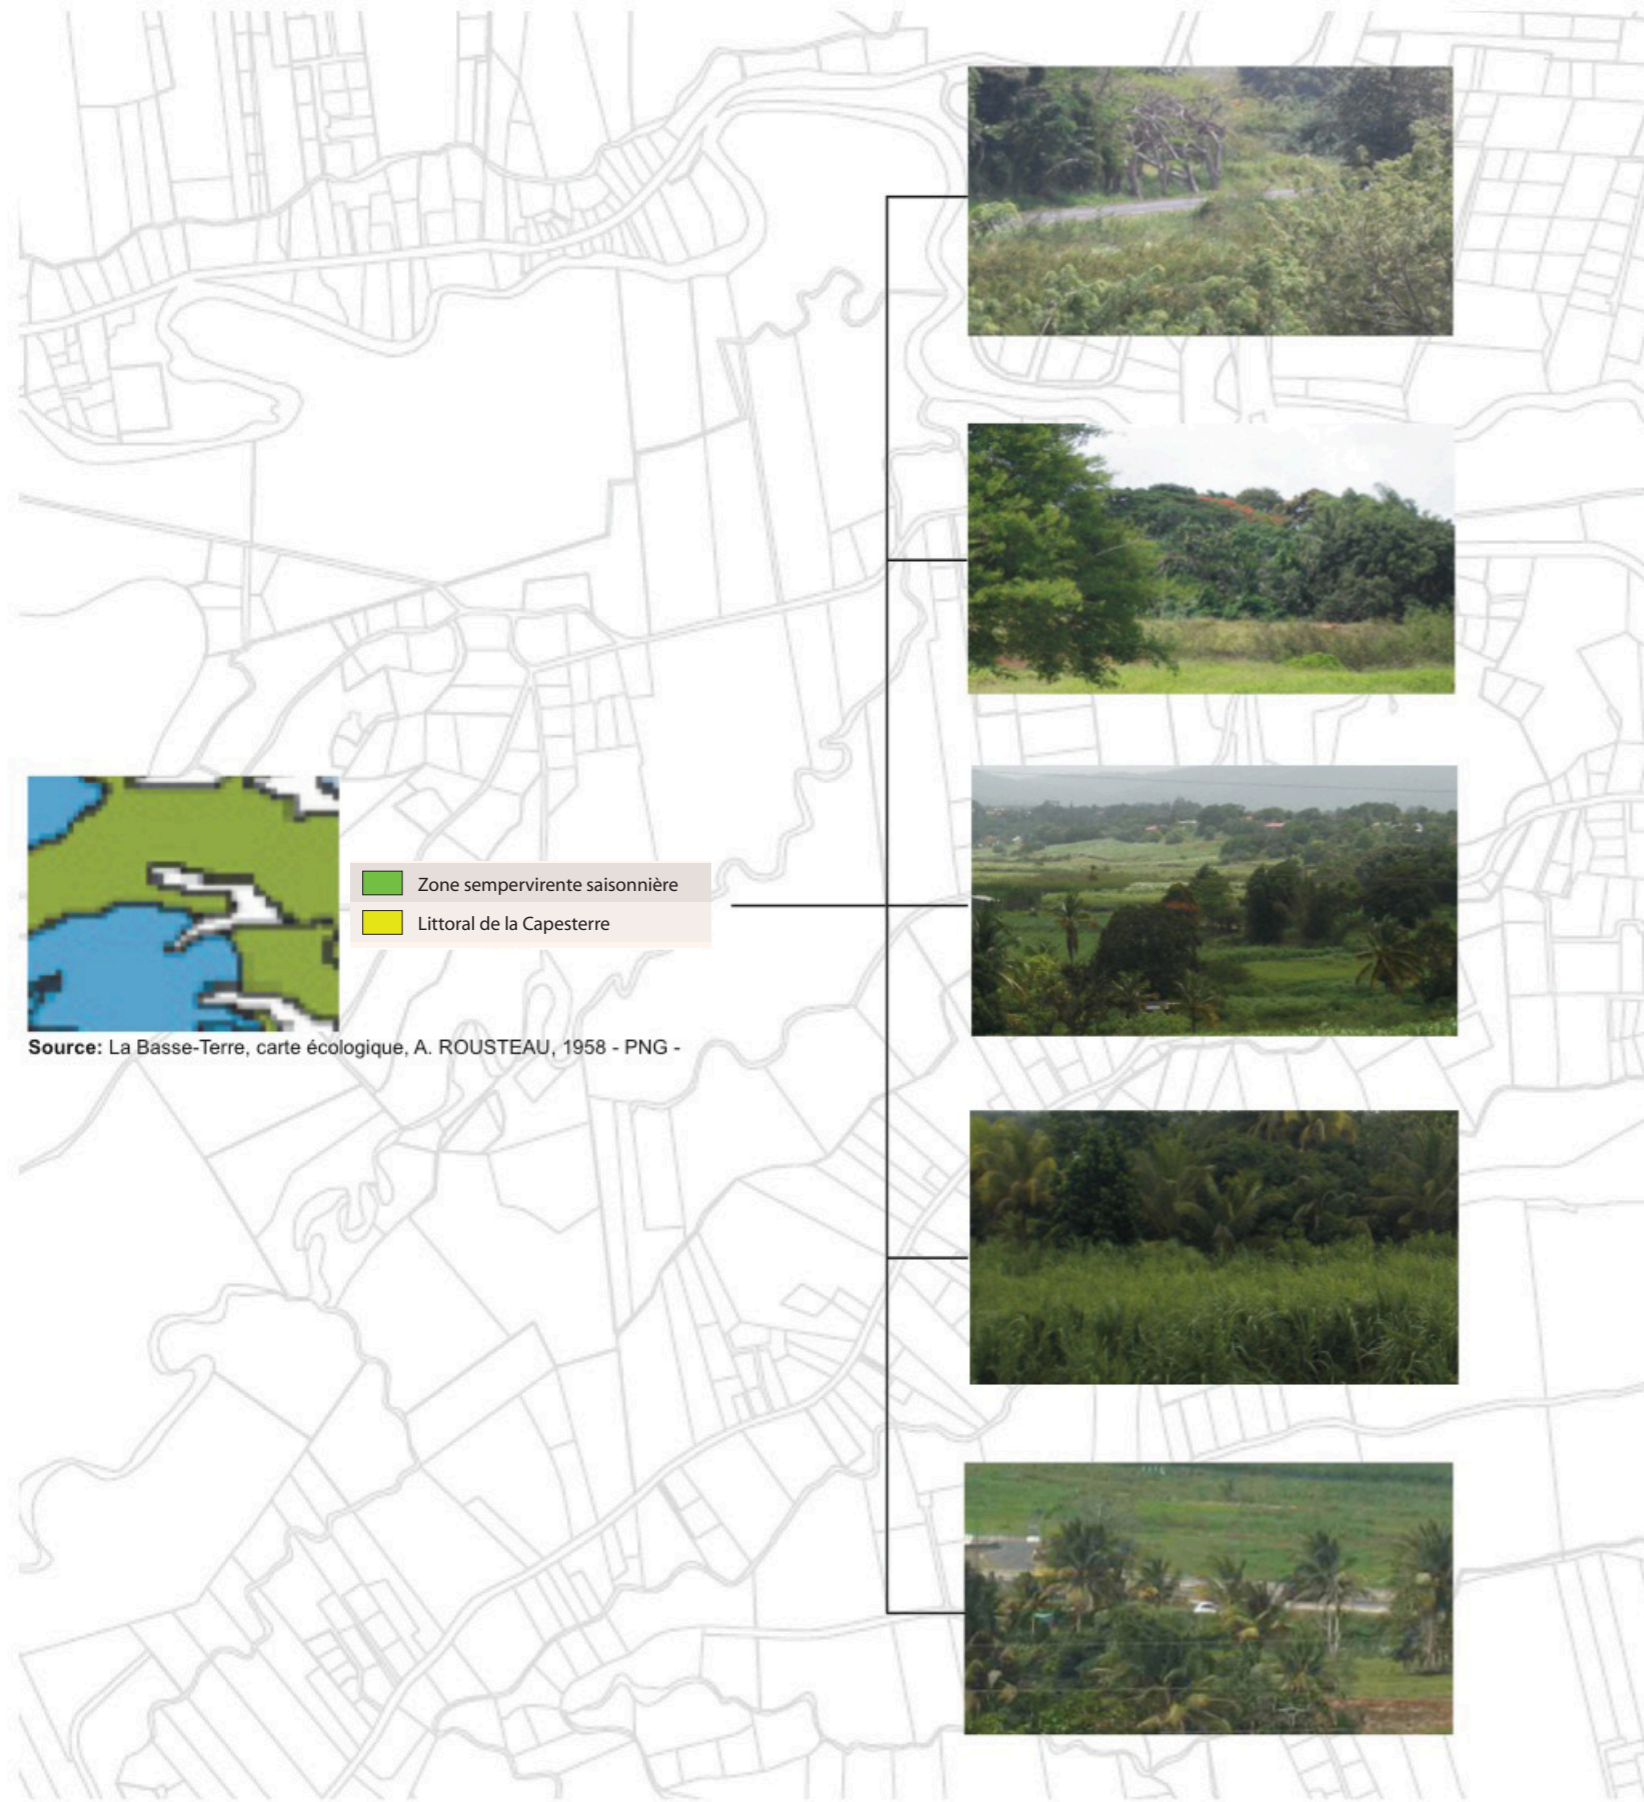 Zone sempervirente saisonnière
Littoral de la Capesterre
Source: La Basse-Terre, carte écologique, A. ROUSTEAU, 1958 - PNG -